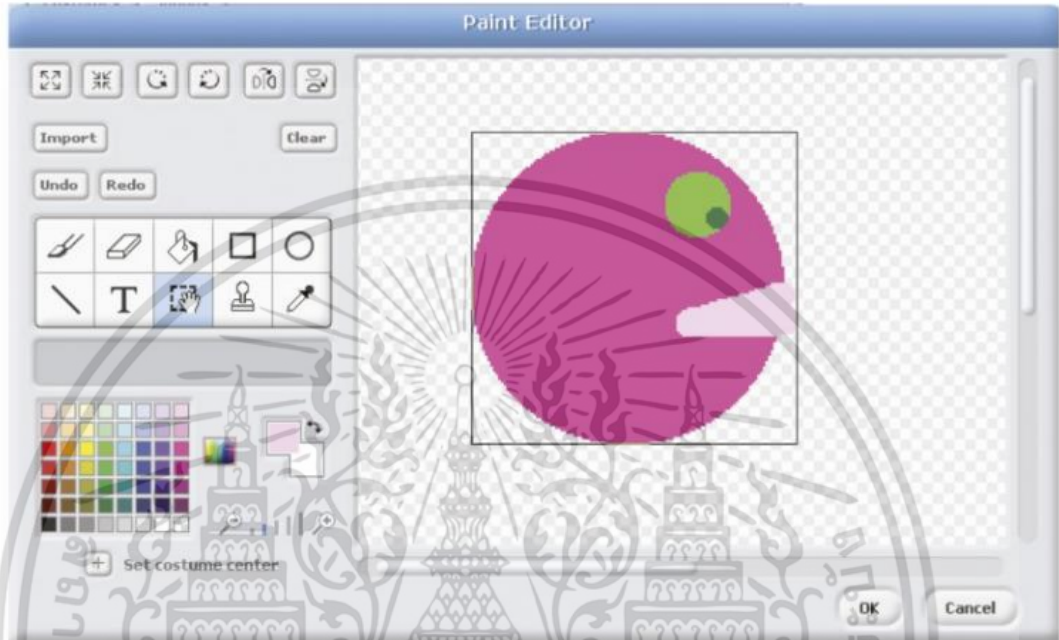 Paint Editor
Import Clear
Undo Redo
T
Set costume center
OK Cancel